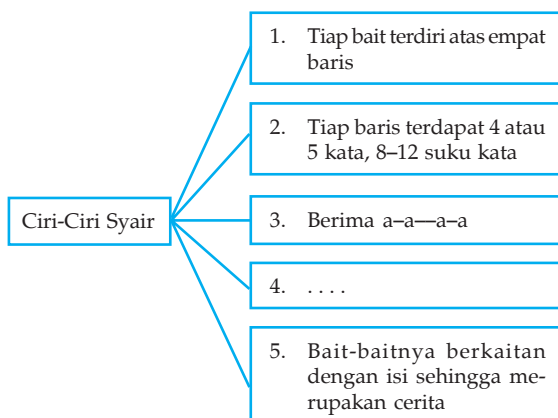 1. Tiap bait terdiri atas empat
baris
2. Tiap baris terdapat 4 atau
5 kata, 8–12 suku kata
Ciri-Ciri Syair
3. Berima a–a—a–a
4. . . . .
5. Bait-baitnya berkaitan
dengan isi sehingga me-
rupakan cerita